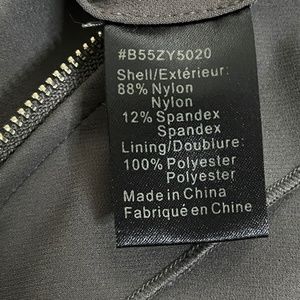 #B55ZY5020
Shell/Extérieur:
88% Nylon
Nylon
12% Spandex
Spandex
Lining/Doublure:
100% Polyester
Polyester
Made in China
Fabriqué en Chine